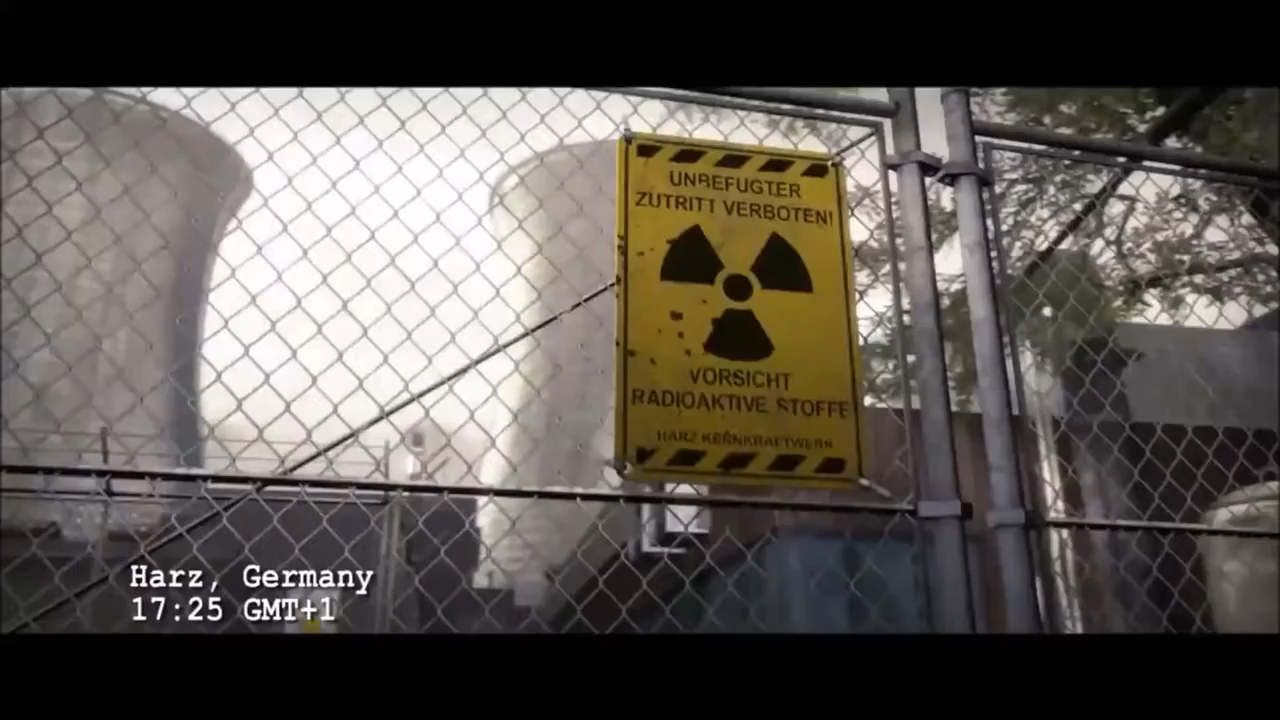 UNBEFUGTER
ZUTRITT VERBOTEN!
VORSICHT
RADIOAKTIVE STOFFE
HARZ KERNKRAFTWERK
Harz, Germany
17:25 GMT+1